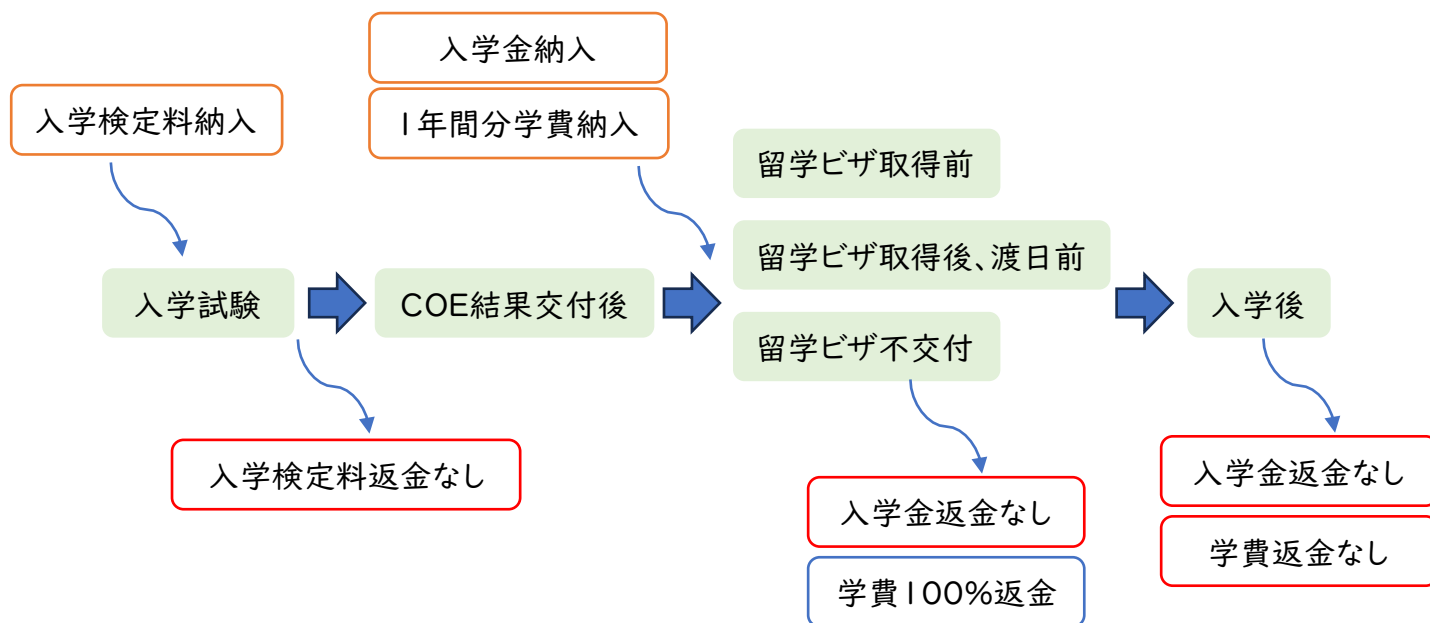 入学金納入
入学検定料納入
1年間分学費納入
留学ビザ取得前
留学ビザ取得後、渡日前
入学試験
COE結果交付後
入学後
留学ビザ不交付
入学検定料返金なし
入学金返金なし
入学金返金なし
学費返金なし
学費100%返金